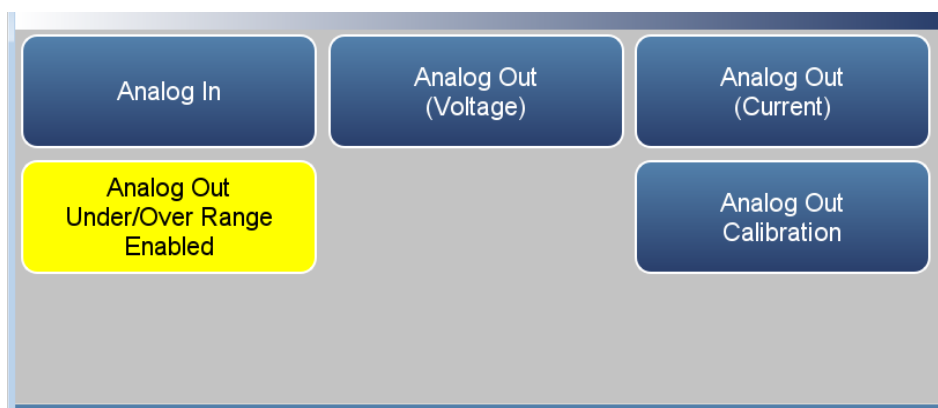 Analog In
Analog Out
(Voltage)
Analog Out
(Current)
Analog Out
Under/Over Range
Enabled
Analog Out
Calibration